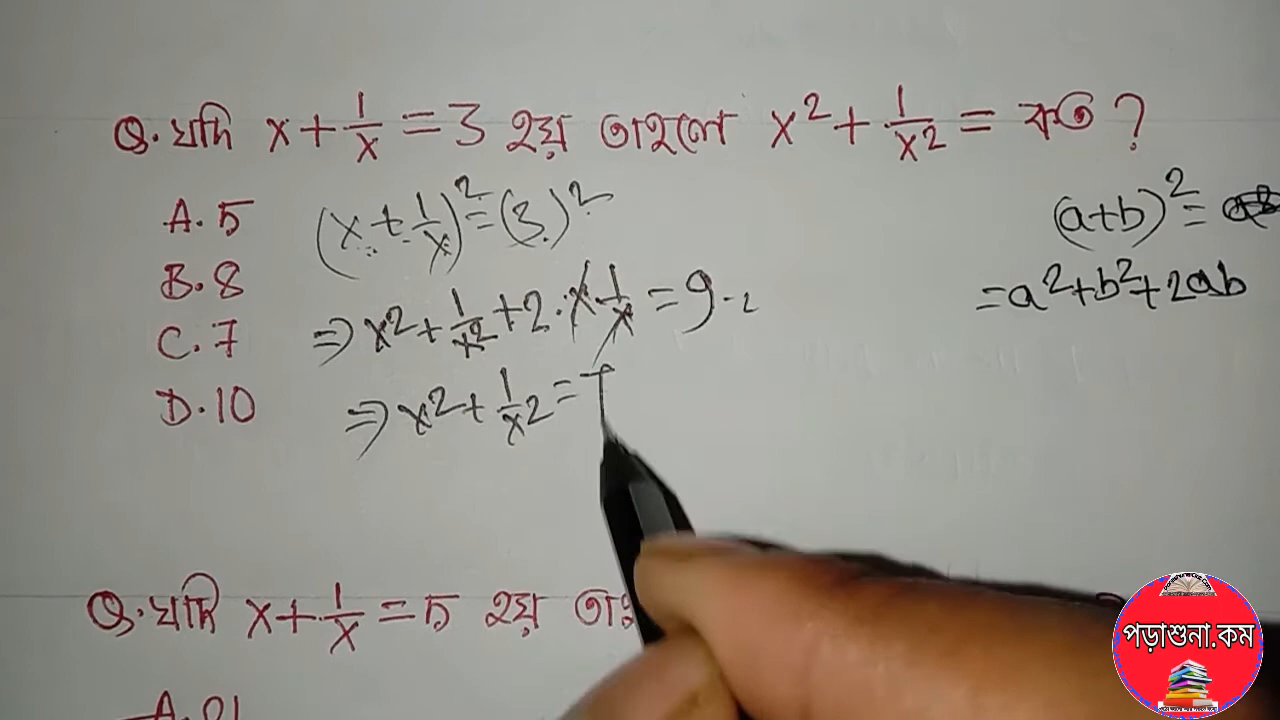 Q. যদি x + 1/x = 3 হয় তাহলে x² + 1/x² = কত ?
A. 5
B. 8
C. 7
D. 10
(x + 1/x)² = (3)²
⇒ x² + 1/x² + 2 · x · 1/x = 9 - 2
⇒ x² + 1/x² = 7
(a+b)² =
= a² + b² + 2ab
Q. যদি x + 1/x = 5 হয়
A.
পড়াশুনা.কম